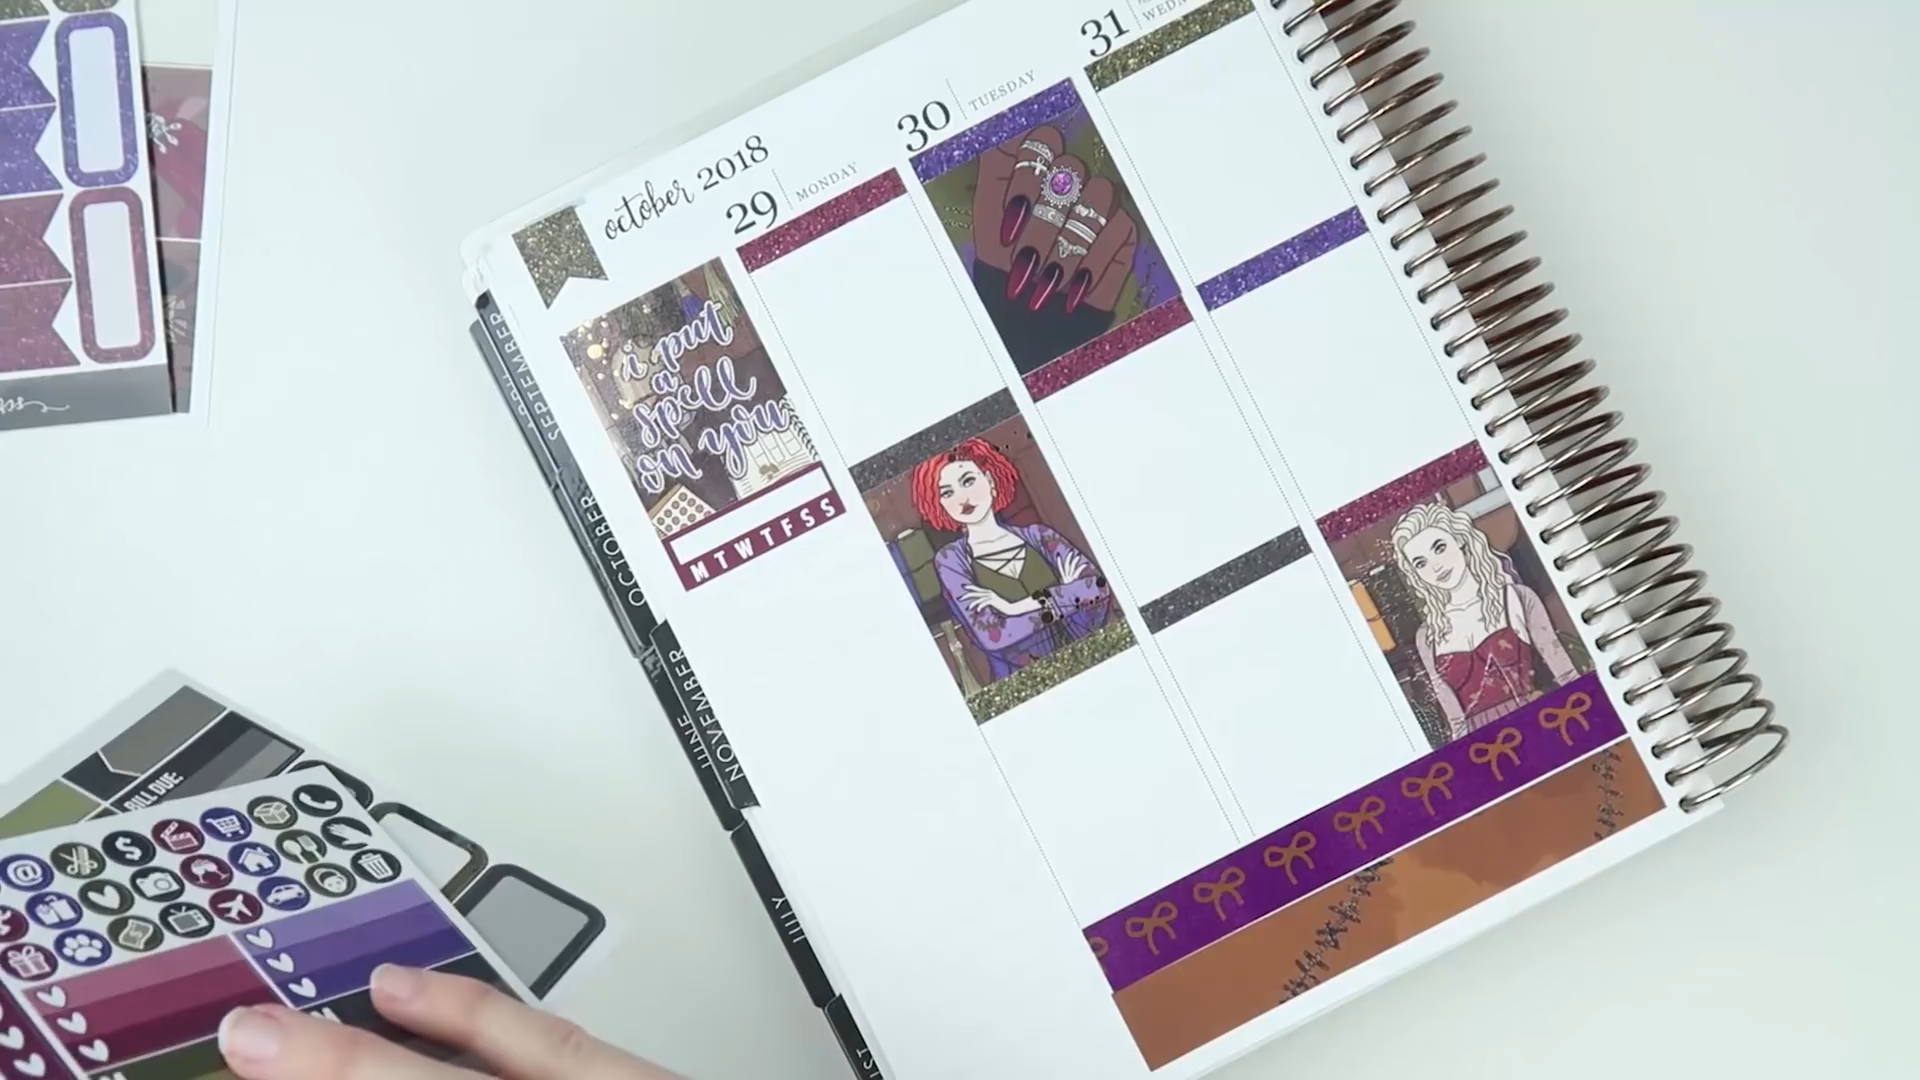 october 2018
29 MONDAY
30 TUESDAY
31
i put
a
spell
on you
M T W T F S S
SEPTEMBER
OCTOBER
NOVEMBER
JUNE
JULY
BILL DUE: